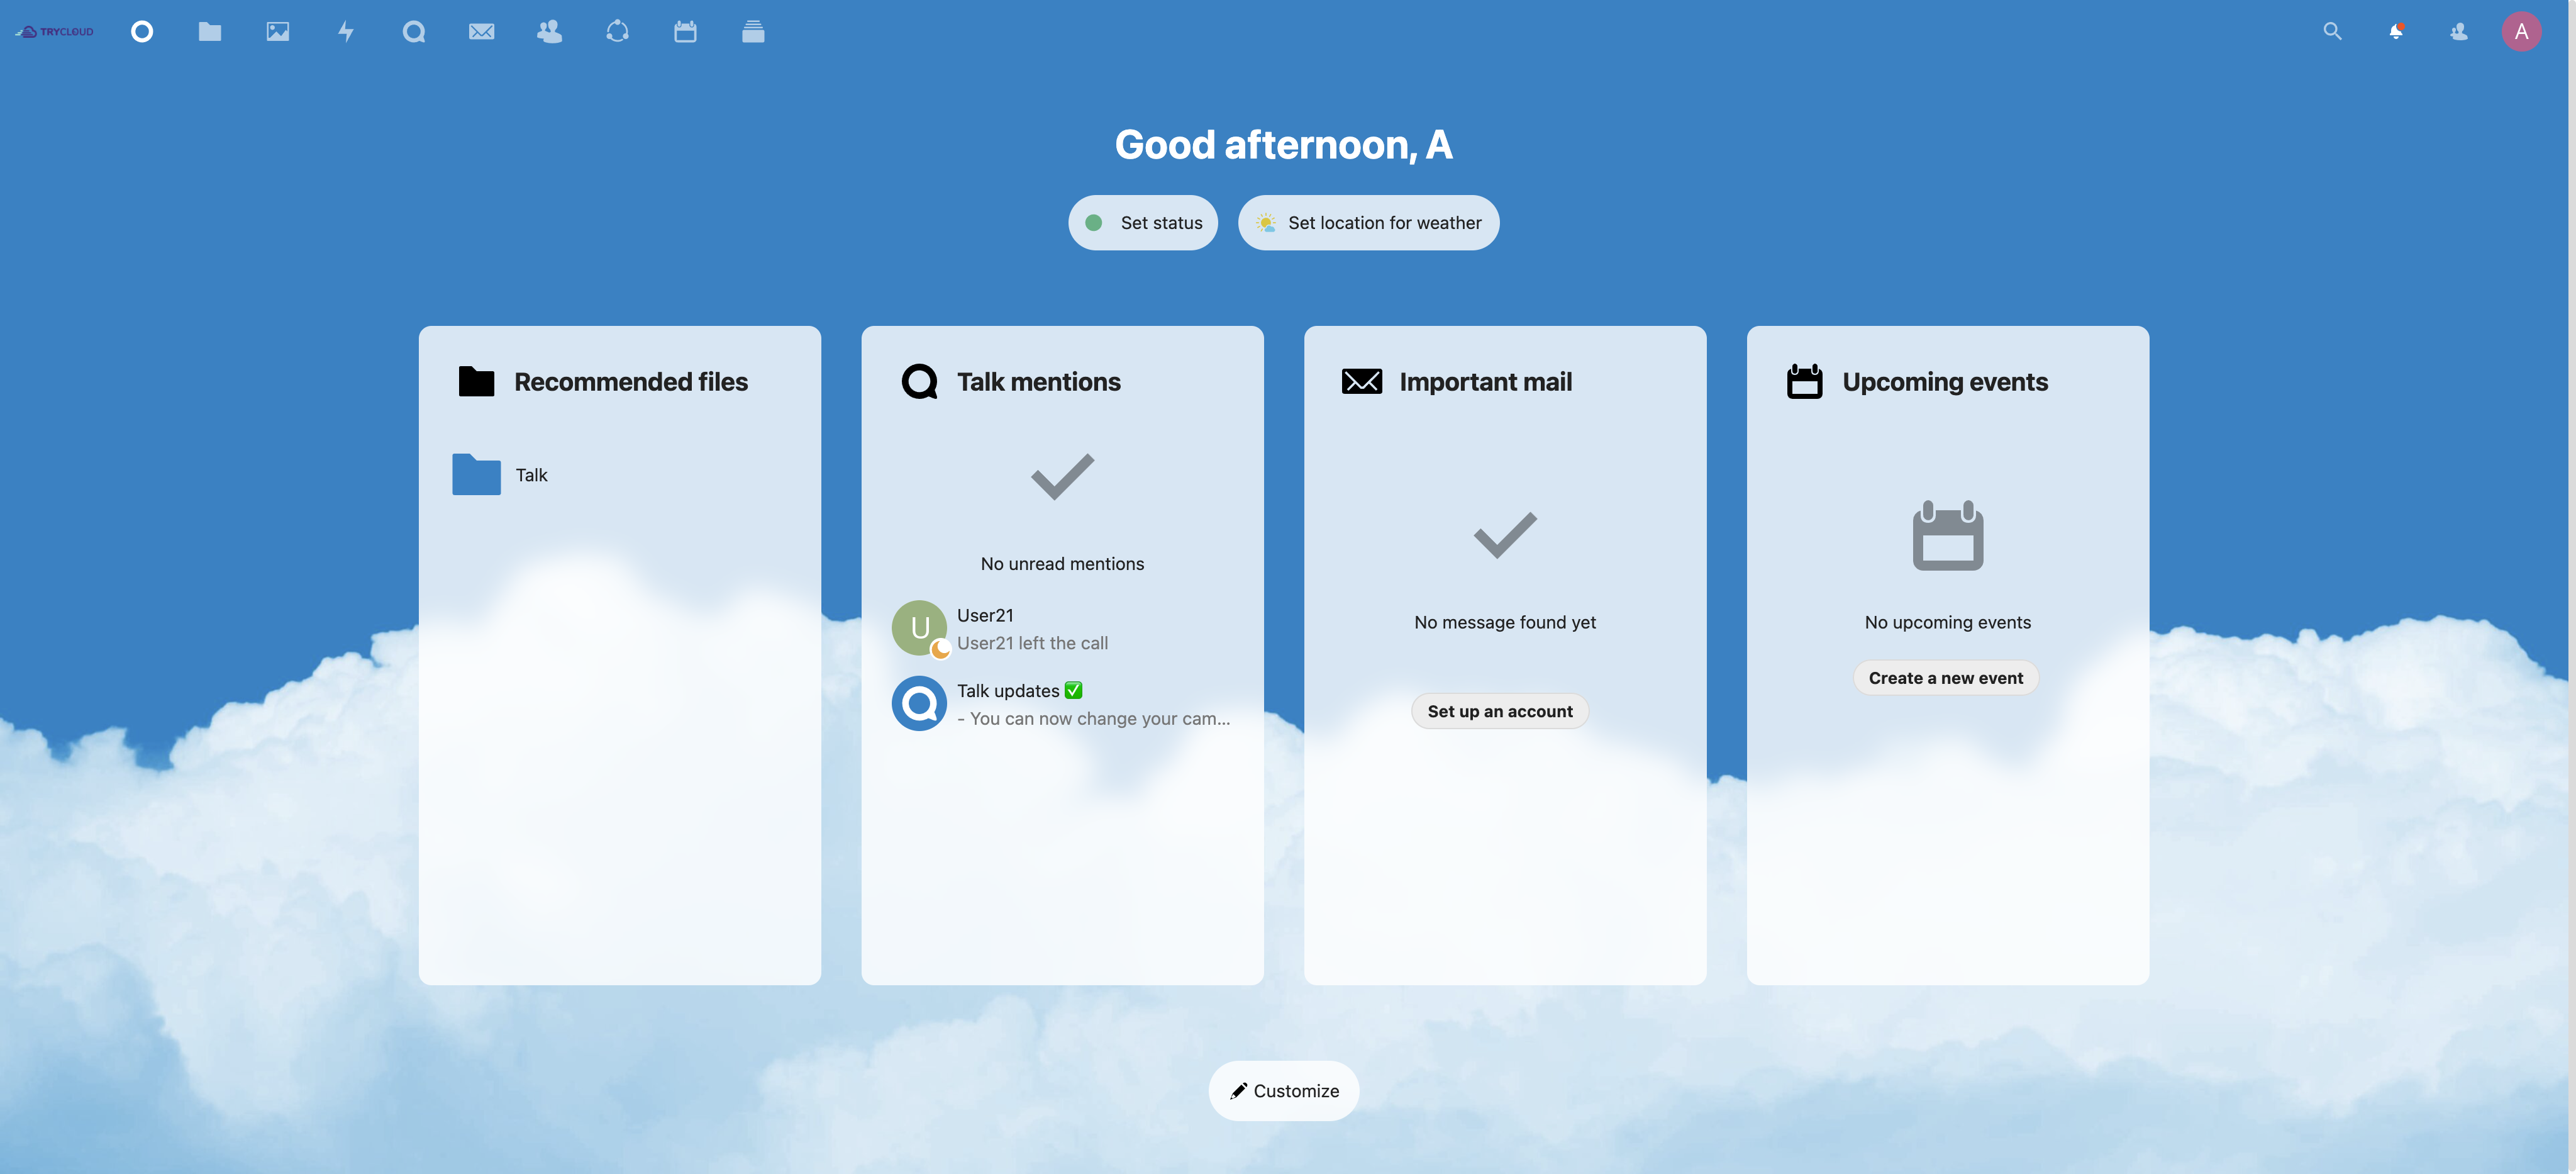 TRYCLOUD
A
Good afternoon, A
Set status
Set location for weather
Recommended files
Talk
Talk mentions
No unread mentions
U
User21
User21 left the call
Talk updates ✅
- You can now change your cam...
Important mail
No message found yet
Set up an account
Upcoming events
No upcoming events
Create a new event
Customize